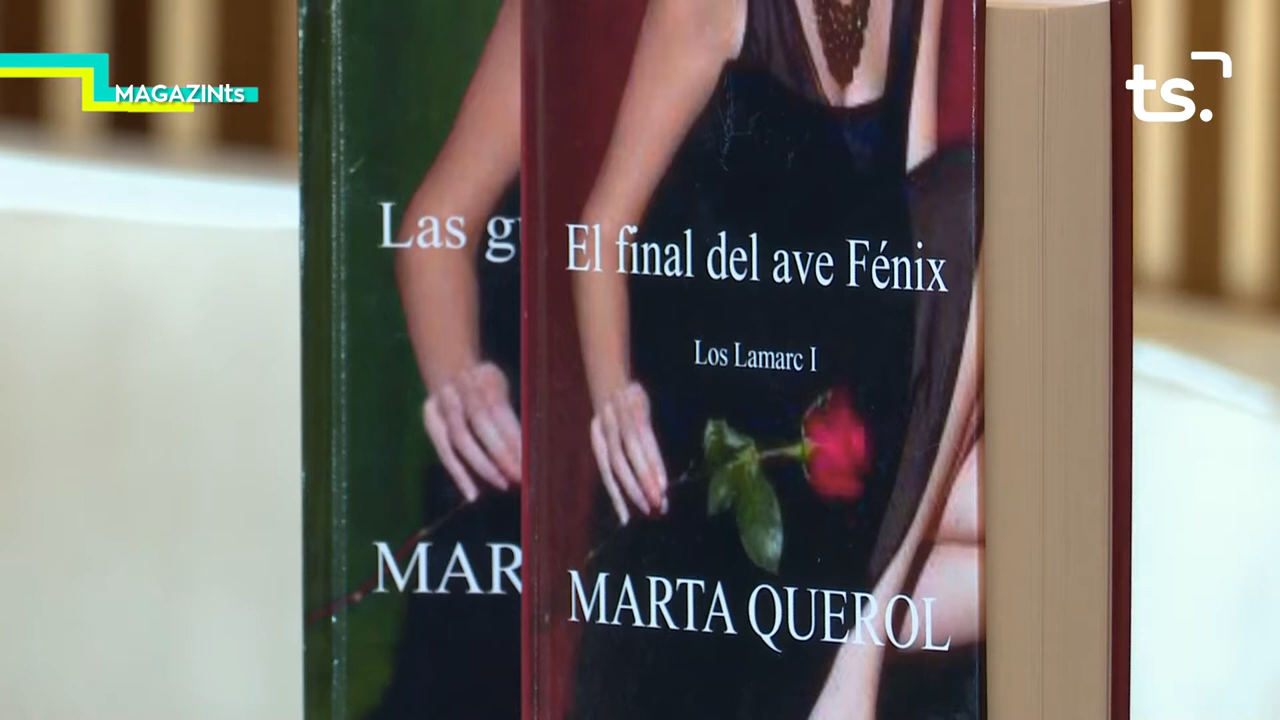 MAGAZINts
ts.
Las g
MAR
El final del ave Fénix
Los Lamarc I
MARTA QUEROL